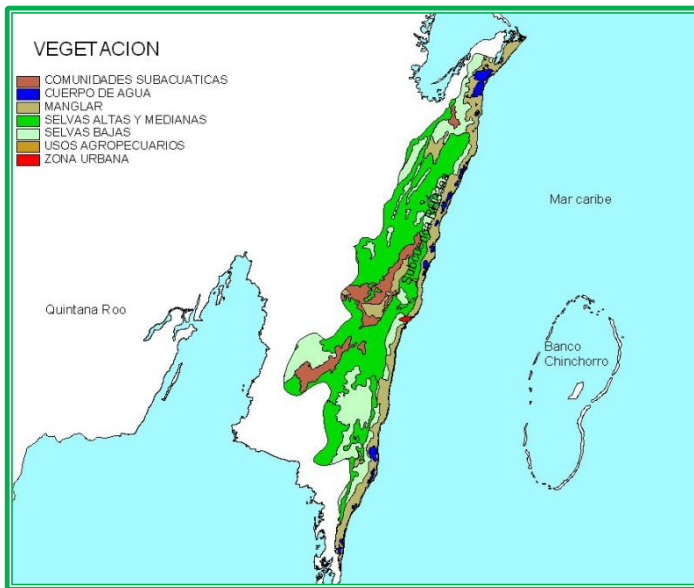 VEGETACION
COMUNIDADES SUBACUATICAS
CUERPO DE AGUA
MANGLAR
SELVAS ALTAS Y MEDIANAS
SELVAS BAJAS
USOS AGROPECUARIOS
ZONA URBANA
Mar caribe
Quintana Roo
Banco
Chinchorro